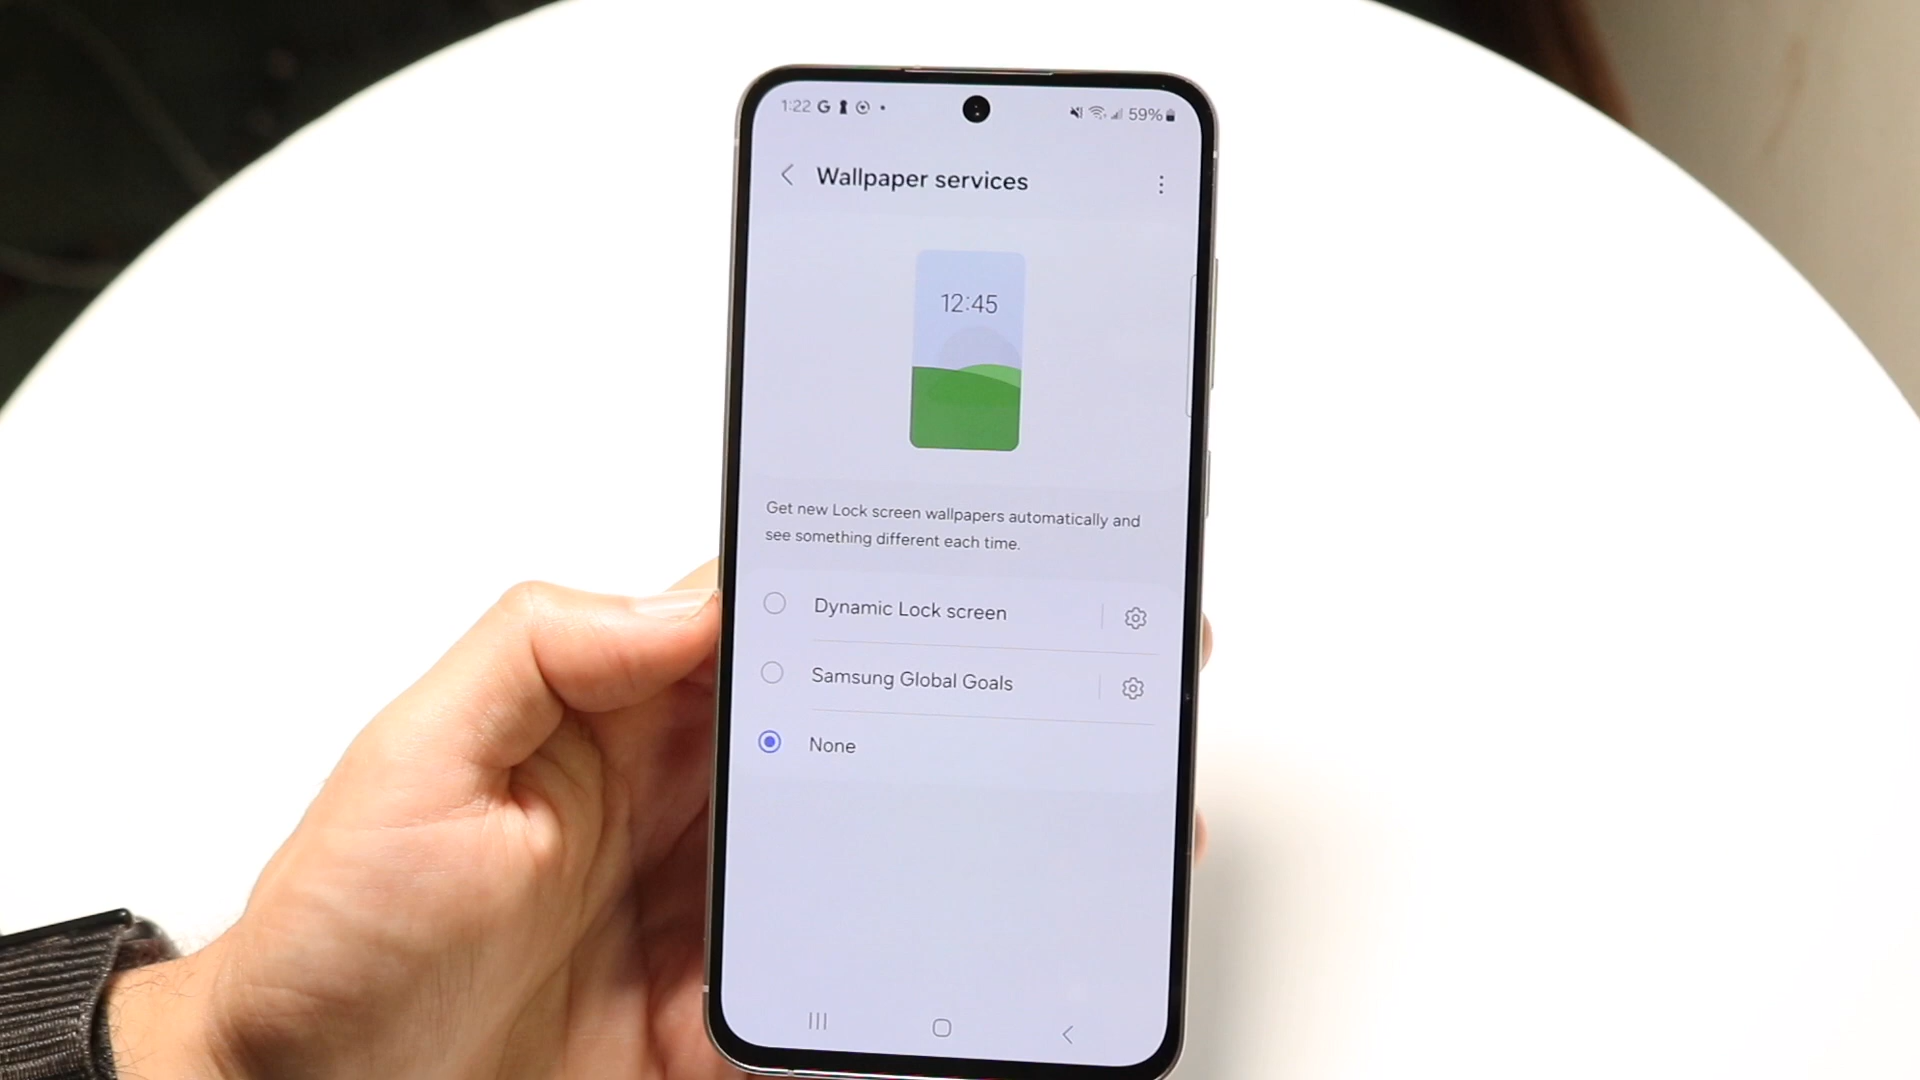 1:22 G
59%
Wallpaper services
12:45
Get new Lock screen wallpapers automatically and
see something different each time.
Dynamic Lock screen
Samsung Global Goals
None